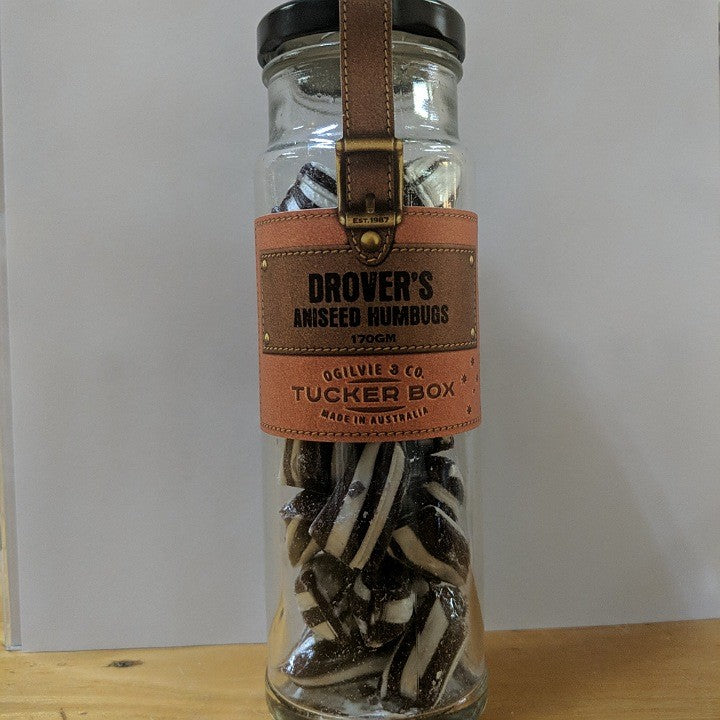 EST. 1987
DROVER'S
ANISEED HUMBUGS
170GM
OGILVIE & CO.
TUCKER BOX
MADE IN AUSTRALIA